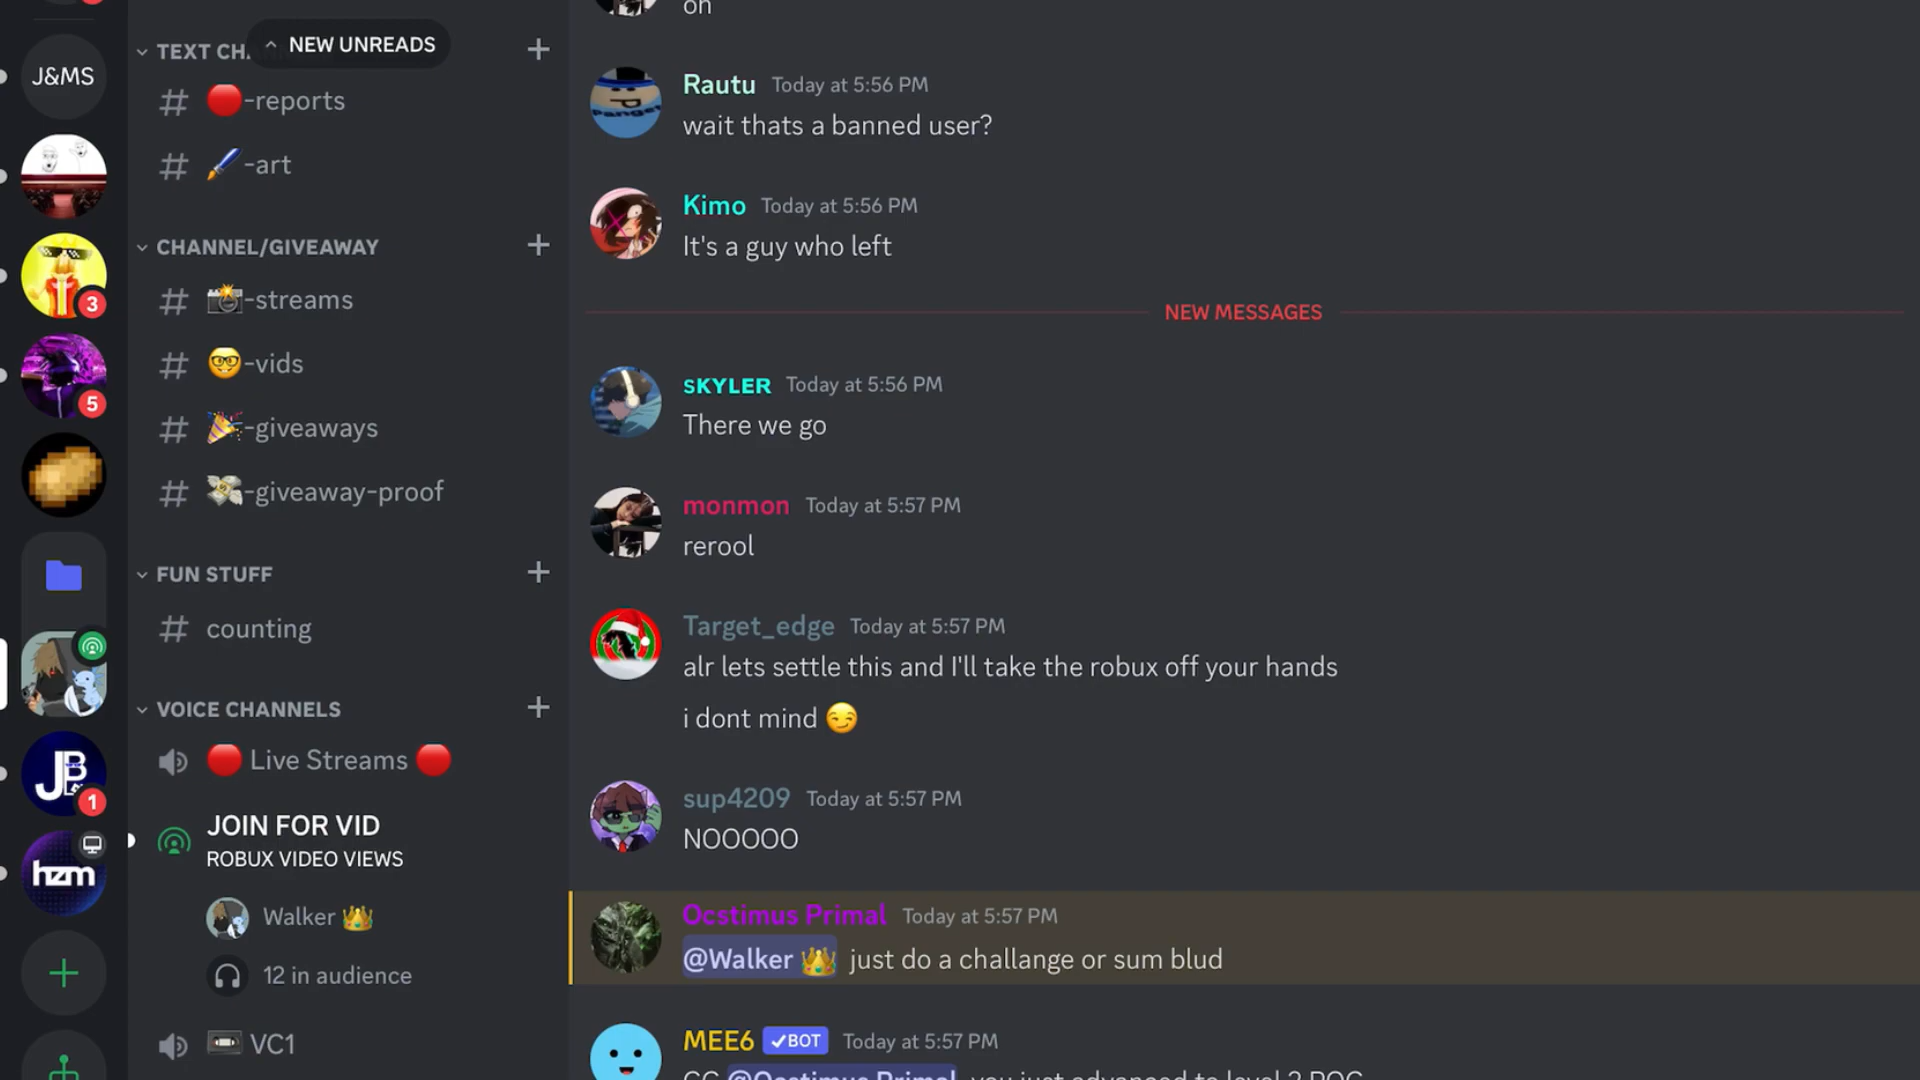 J&MS
3
5
JB
1
hzm
TEXT CH
NEW UNREADS
-reports
-art
CHANNEL/GIVEAWAY
-streams
-vids
-giveaways
-giveaway-proof
FUN STUFF
counting
VOICE CHANNELS
Live Streams
JOIN FOR VID
ROBUX VIDEO VIEWS
Walker
12 in audience
VC1
on
Rautu Today at 5:56 PM
wait thats a banned user?
Kimo Today at 5:56 PM
It's a guy who left
NEW MESSAGES
sKYLER Today at 5:56 PM
There we go
monmon Today at 5:57 PM
rerool
Target_edge Today at 5:57 PM
alr lets settle this and I'll take the robux off your hands
i dont mind 😏
sup4209 Today at 5:57 PM
NOOOOO
Ocstimus Primal Today at 5:57 PM
@Walker 👑 just do a challange or sum blud
MEE6 ✓BOT Today at 5:57 PM
@Ocstimus Primal, you just advanced to level 2